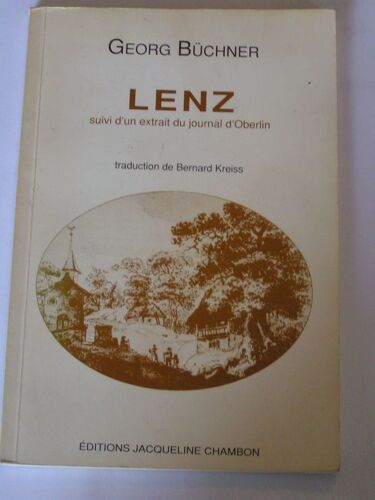 GEORG BÜCHNER
LENZ
suivi d'un extrait du journal d'Oberlin
traduction de Bernard Kreiss
ÉDITIONS JACQUELINE CHAMBON